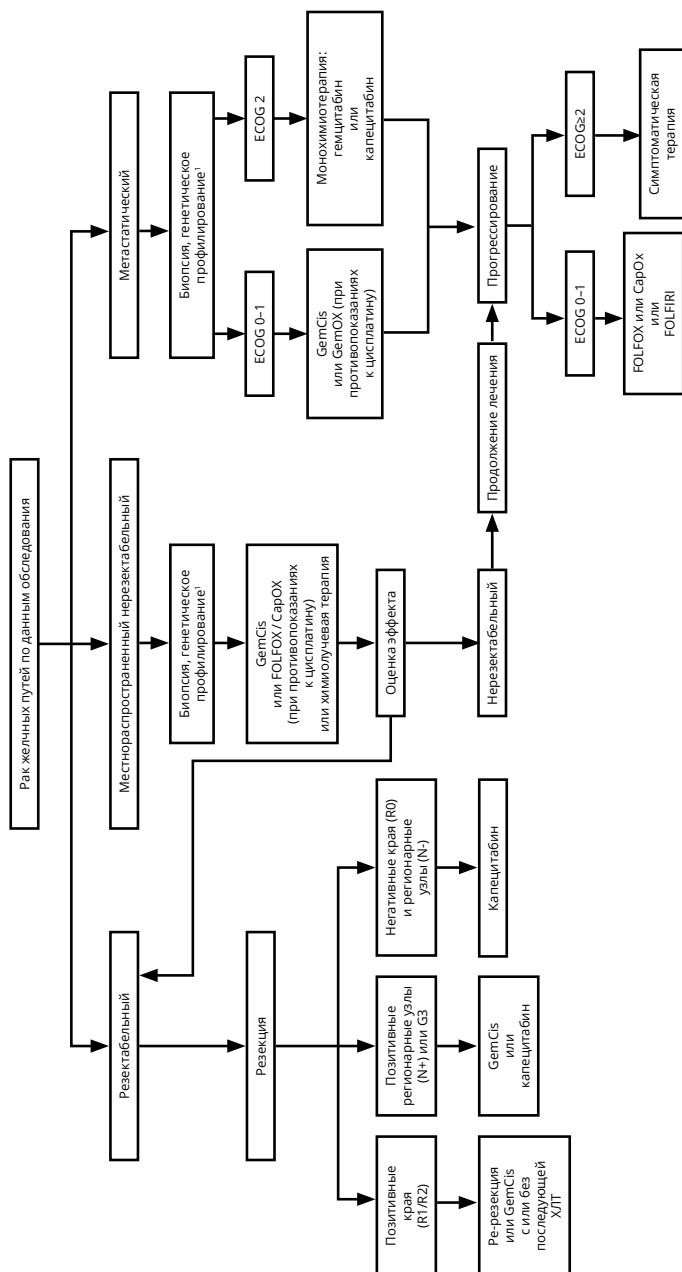 Рак желчных путей по данным обследования
Резектабельный
Местнораспространенный нерезектабельный
Метастатический
Биопсия, генетическое
профилирование¹
Биопсия, генетическое
профилирование¹
Резекция
GemCis
или FOLFOX / CapOX
(при противопоказаниях
к цисплатину)
или химиолучевая терапия
ECOG 0–1
ECOG 2
GemCis
или GemOX (при
противопоказаниях
к цисплатину)
Монохимиотерапия:
гемцитабин
или
капецитабин
Позитивные
края
(R1/R2)
Позитивные
регионарные узлы
(N+) или G3
Негативные края (R0)
и регионарные
узлы (N-)
Оценка эффекта
Ре-резекция
или GemCis
с или без
последующей
ХЛТ
GemCis
или
капецитабин
Капецитабин
Нерезектабельный
Продолжение лечения
Прогрессирование
ECOG 0–1
ECOG≥2
FOLFOX или CapOx
или
FOLFIRI
Симптоматическая
терапия